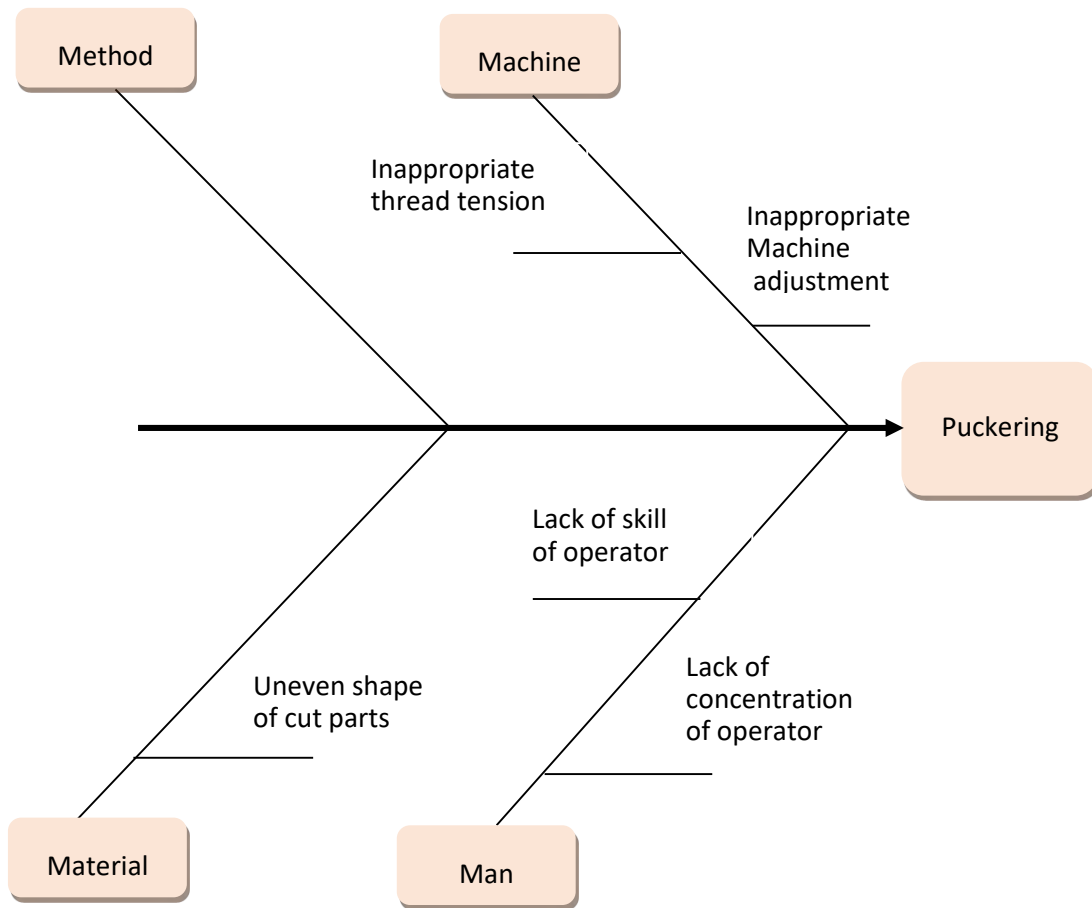 Method
Machine
Inappropriate
thread tension
Inappropriate
Machine
adjustment
Puckering
Lack of skill
of operator
Uneven shape
of cut parts
Lack of
concentration
of operator
Material
Man